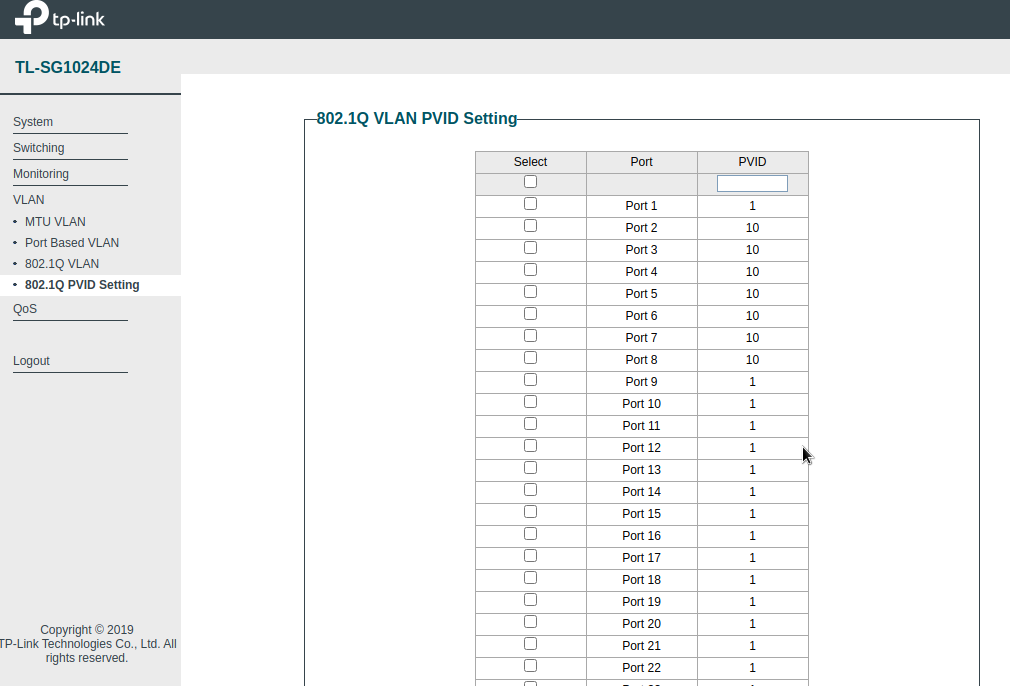 tp-link
TL-SG1024DE
System
Switching
Monitoring
VLAN
• MTU VLAN
• Port Based VLAN
• 802.1Q VLAN
• 802.1Q PVID Setting
QoS
Logout
Copyright © 2019
TP-Link Technologies Co., Ltd. All
rights reserved.
802.1Q VLAN PVID Setting
Select Port PVID
Port 1 1
Port 2 10
Port 3 10
Port 4 10
Port 5 10
Port 6 10
Port 7 10
Port 8 10
Port 9 1
Port 10 1
Port 11 1
Port 12 1
Port 13 1
Port 14 1
Port 15 1
Port 16 1
Port 17 1
Port 18 1
Port 19 1
Port 20 1
Port 21 1
Port 22 1